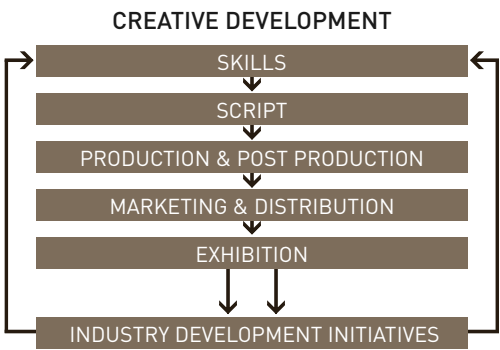 CREATIVE DEVELOPMENT
SKILLS
SCRIPT
PRODUCTION & POST PRODUCTION
MARKETING & DISTRIBUTION
EXHIBITION
INDUSTRY DEVELOPMENT INITIATIVES